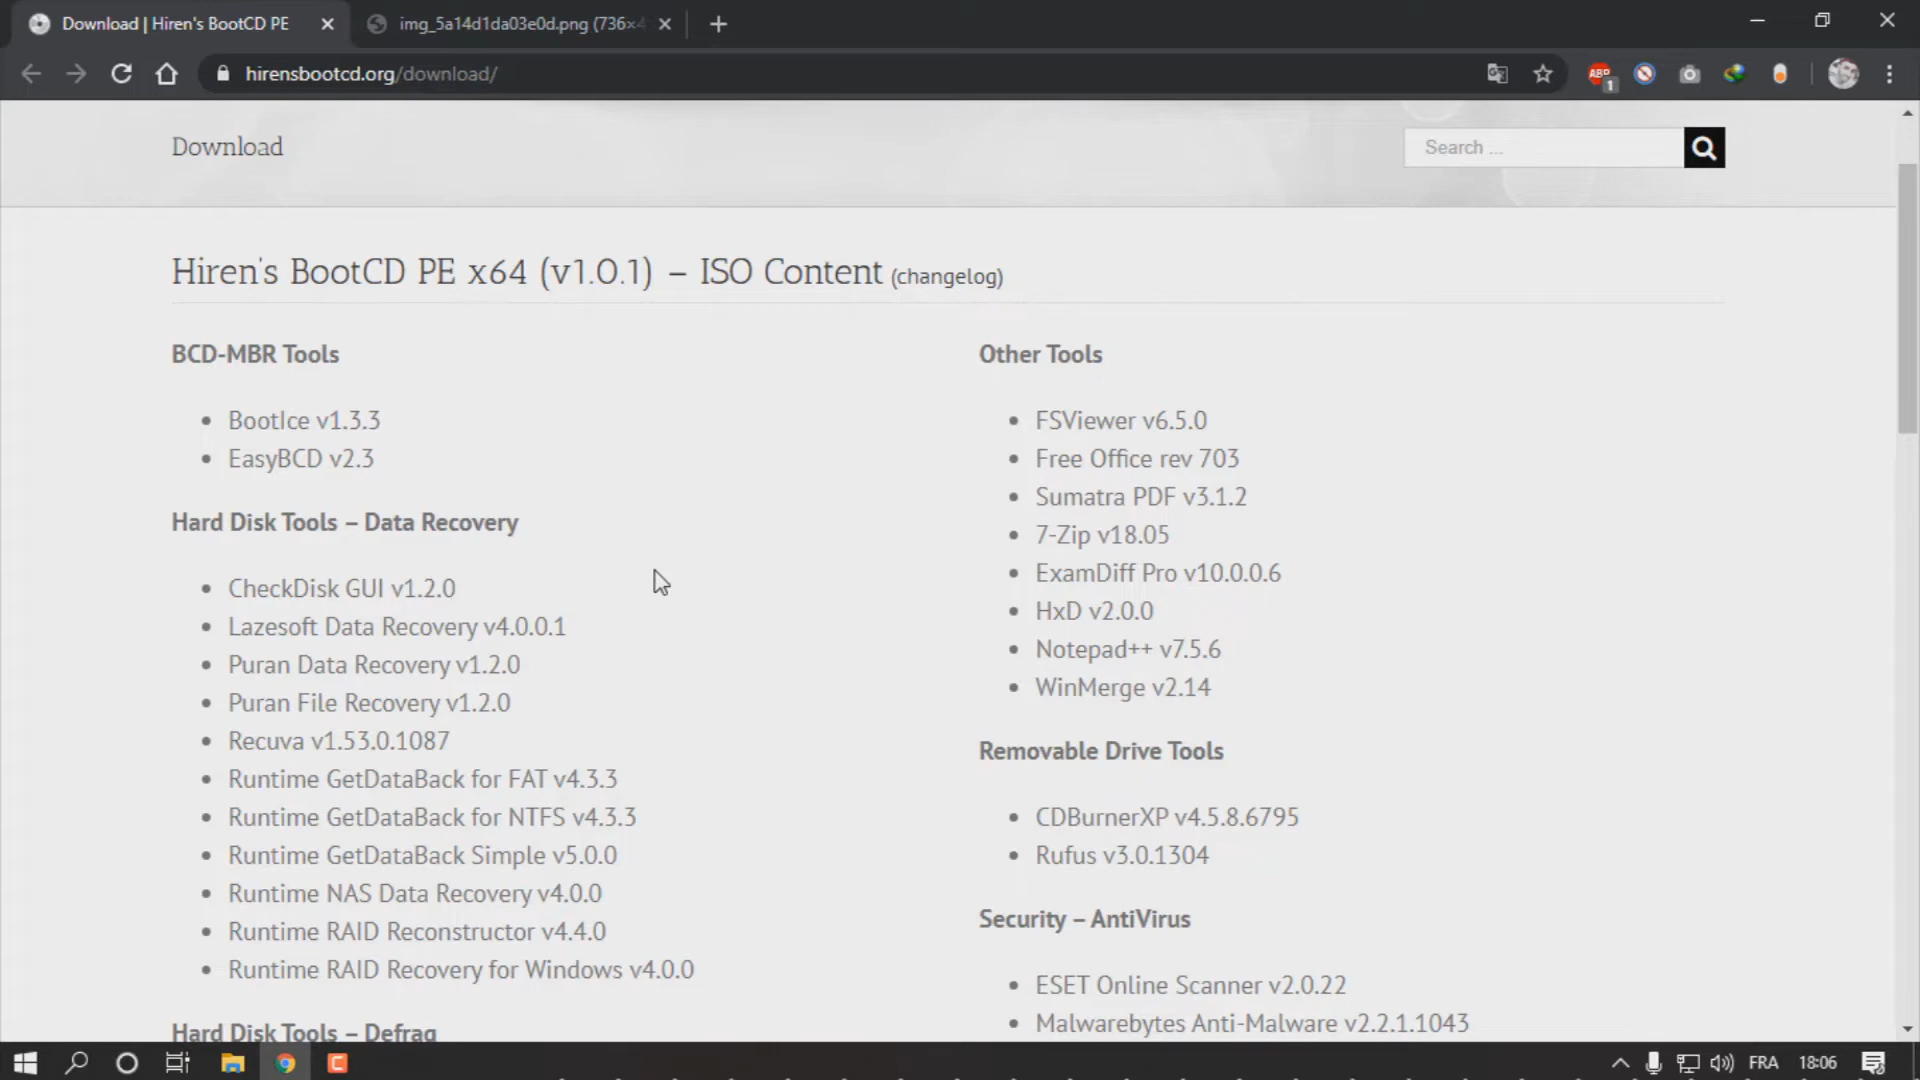 Download | Hiren's BootCD PE
img_5a14d1da03e0d.png (736×4
hirensbootcd.org/download/
ABP
1
Download
Search ...
Hiren's BootCD PE x64 (v1.0.1) – ISO Content (changelog)
BCD-MBR Tools
BootIce v1.3.3
EasyBCD v2.3
Hard Disk Tools – Data Recovery
CheckDisk GUI v1.2.0
Lazesoft Data Recovery v4.0.0.1
Puran Data Recovery v1.2.0
Puran File Recovery v1.2.0
Recuva v1.53.0.1087
Runtime GetDataBack for FAT v4.3.3
Runtime GetDataBack for NTFS v4.3.3
Runtime GetDataBack Simple v5.0.0
Runtime NAS Data Recovery v4.0.0
Runtime RAID Reconstructor v4.4.0
Runtime RAID Recovery for Windows v4.0.0
Hard Disk Tools – Defrag
Other Tools
FSViewer v6.5.0
Free Office rev 703
Sumatra PDF v3.1.2
7-Zip v18.05
ExamDiff Pro v10.0.0.6
HxD v2.0.0
Notepad++ v7.5.6
WinMerge v2.14
Removable Drive Tools
CDBurnerXP v4.5.8.6795
Rufus v3.0.1304
Security – AntiVirus
ESET Online Scanner v2.0.22
Malwarebytes Anti-Malware v2.2.1.1043
FRA
18:06